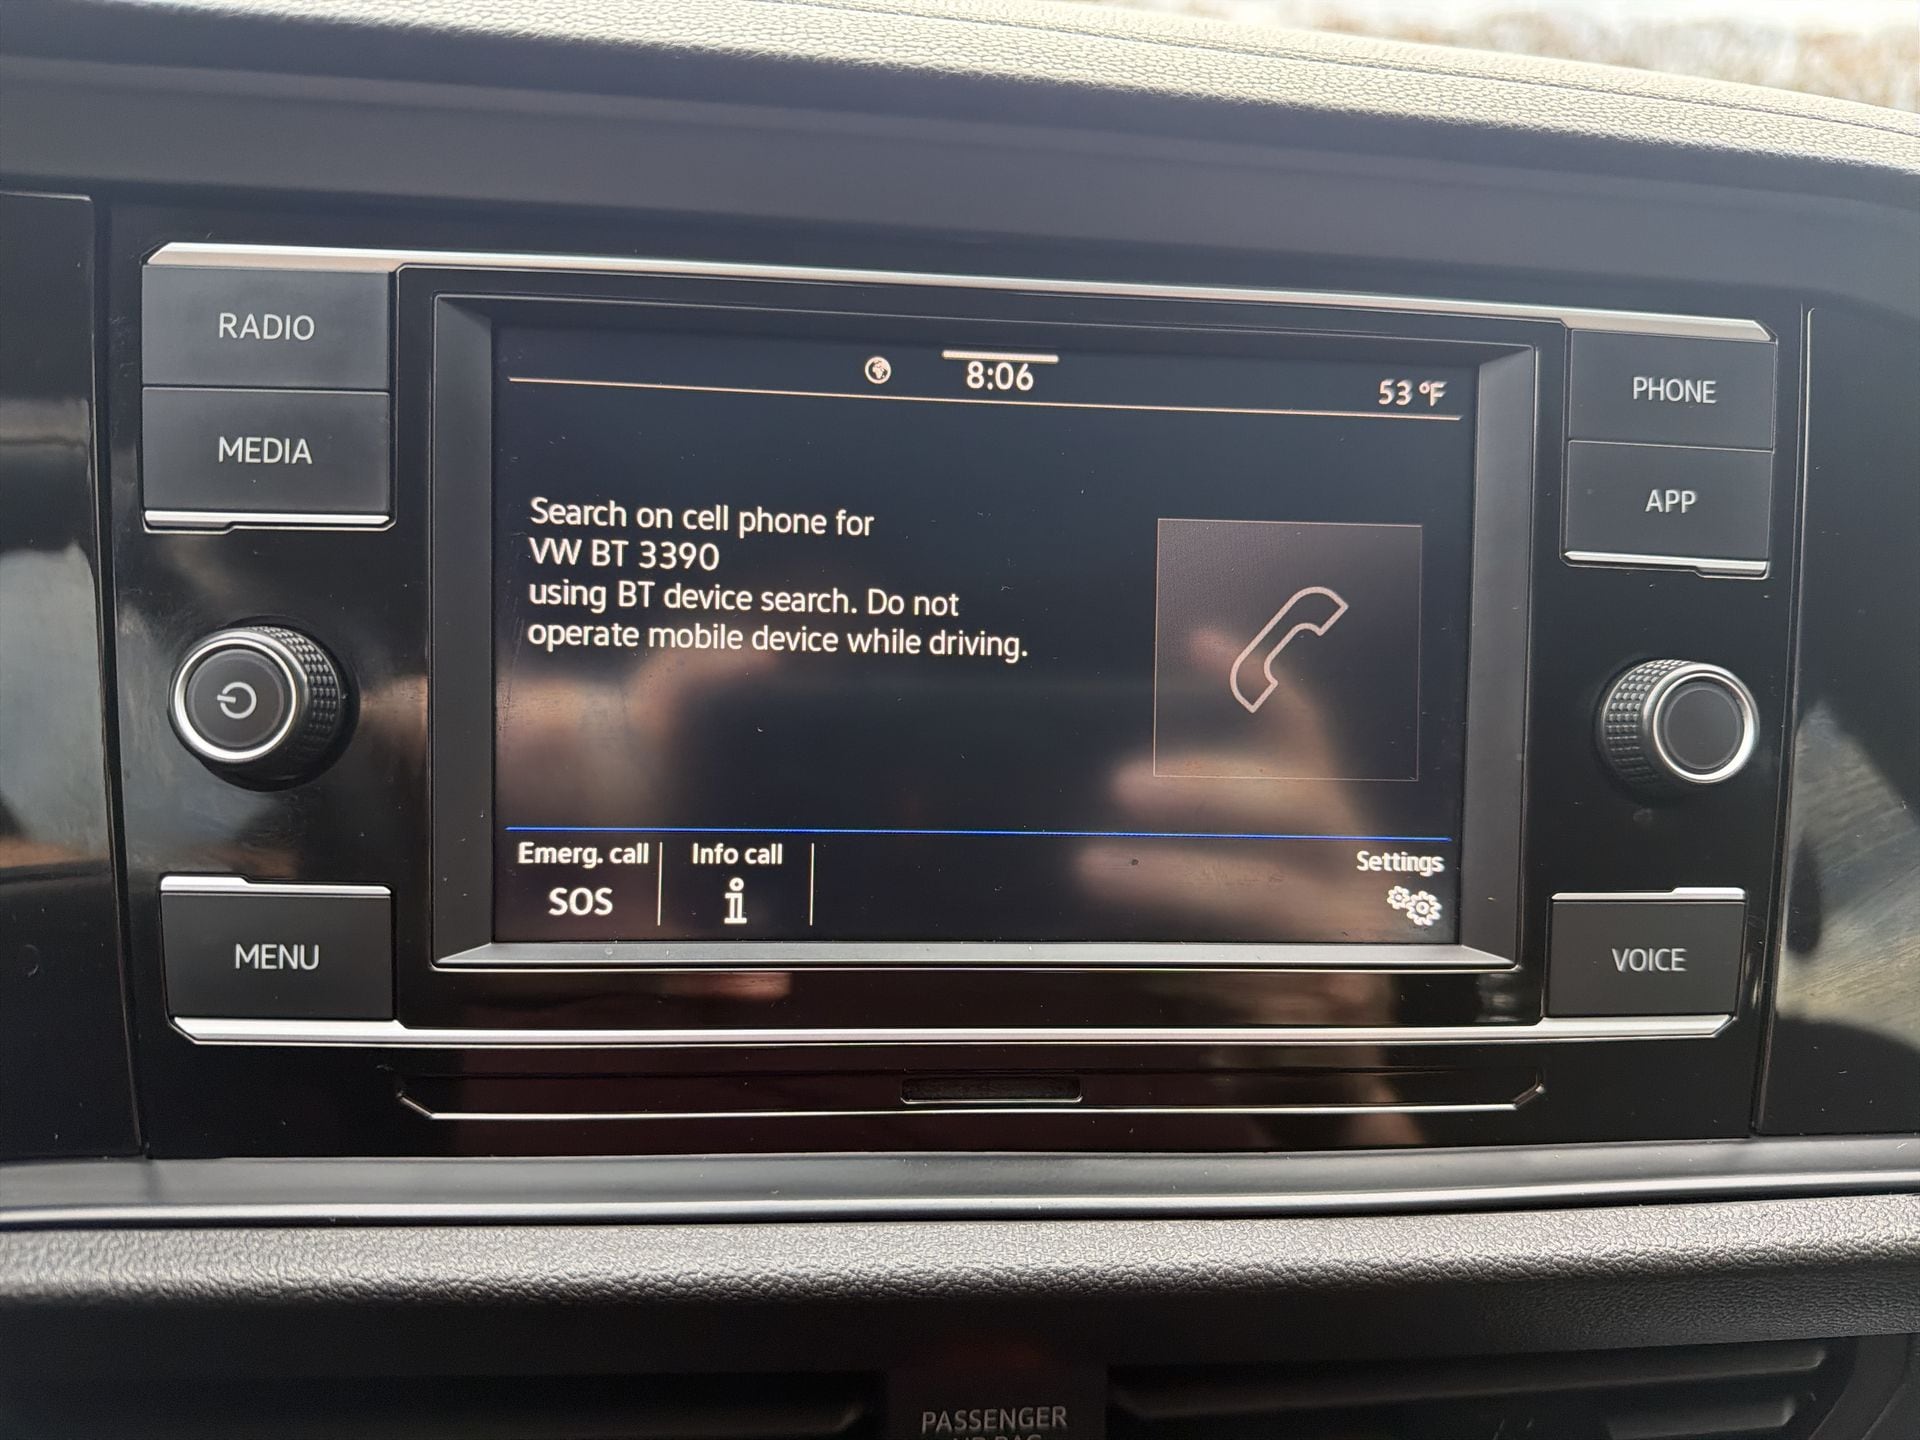 RADIO
MEDIA
MENU
8:06
53 °F
Search on cell phone for
VW BT 3390
using BT device search. Do not
operate mobile device while driving.
Emerg. call
SOS
Info call
Settings
PHONE
APP
VOICE
PASSENGER